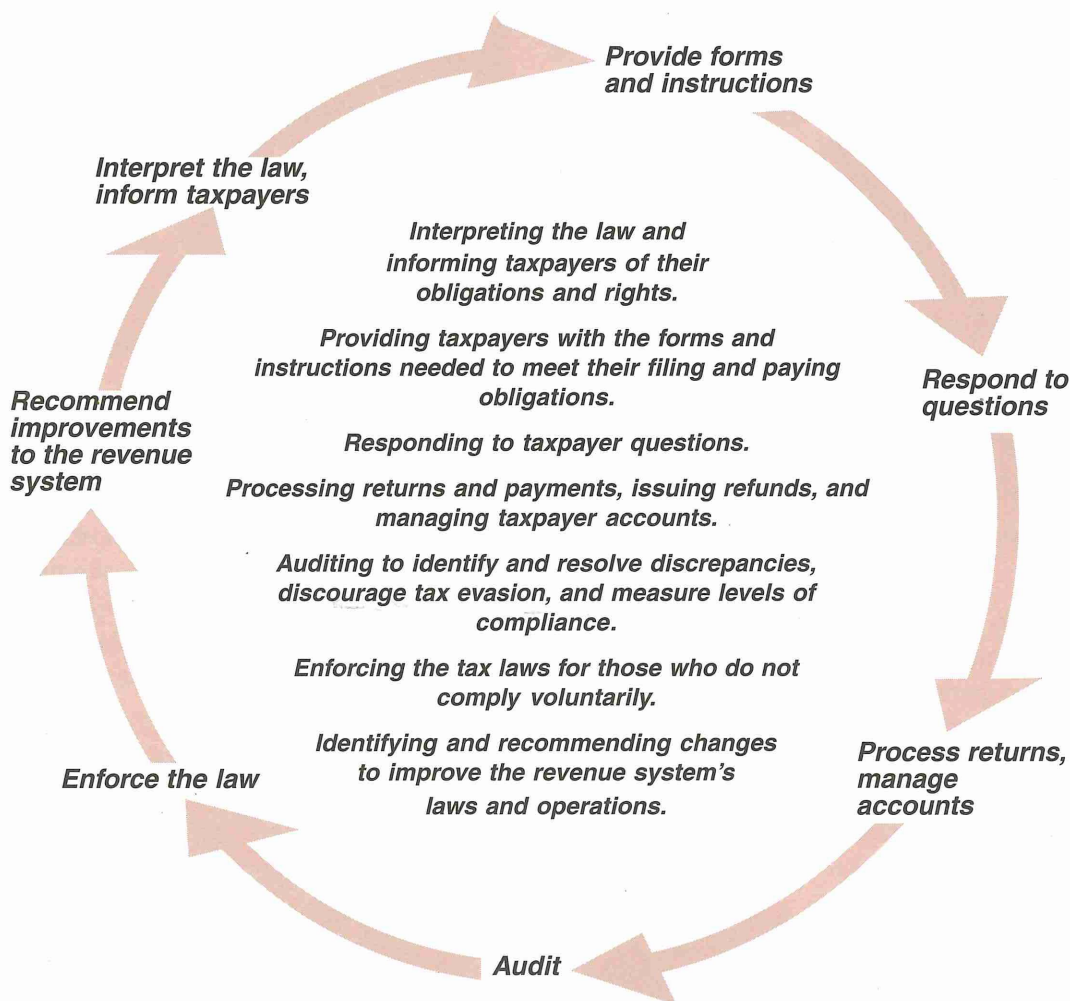 Provide forms
and instructions
Interpret the law,
inform taxpayers
Interpreting the law and
informing taxpayers of their
obligations and rights.
Providing taxpayers with the forms and
instructions needed to meet their filing and paying
obligations.
Respond to
questions
Recommend
improvements
to the revenue
system
Responding to taxpayer questions.
Processing returns and payments, issuing refunds, and
managing taxpayer accounts.
Auditing to identify and resolve discrepancies,
discourage tax evasion, and measure levels of
compliance.
Enforcing the tax laws for those who do not
comply voluntarily.
Identifying and recommending changes
to improve the revenue system's
laws and operations.
Enforce the law
Process returns,
manage
accounts
Audit